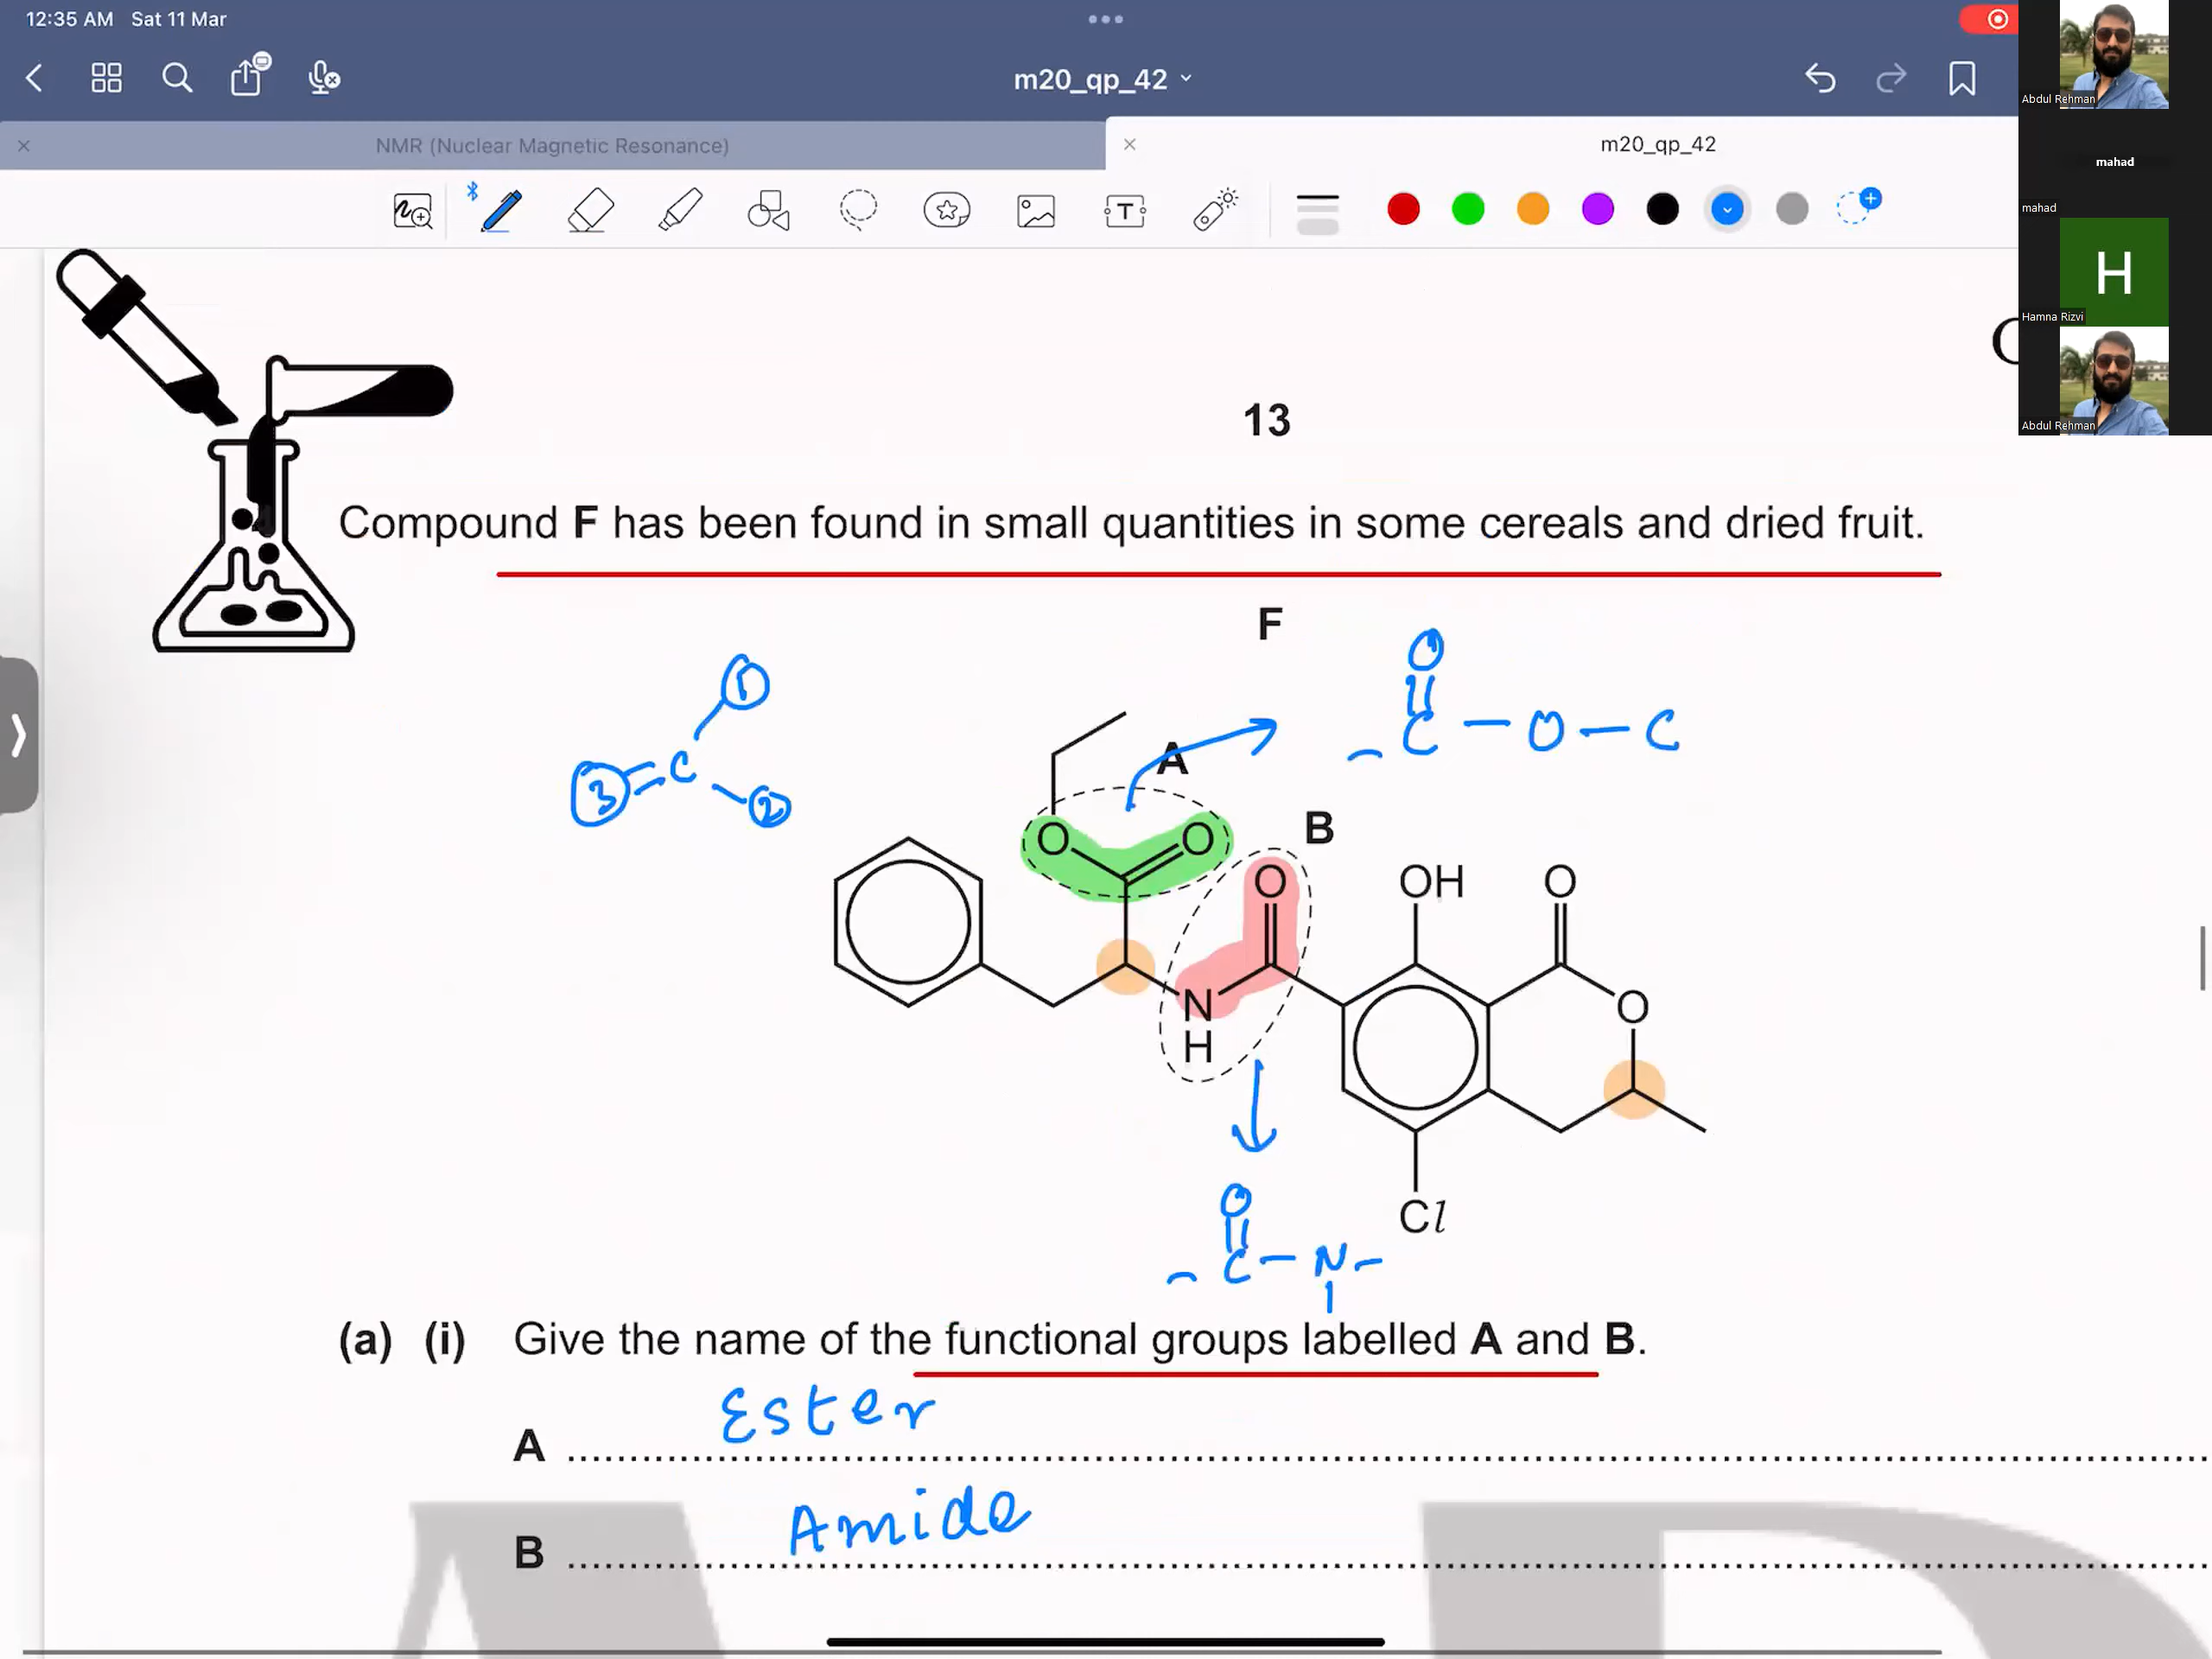 12:35 AM Sat 11 Mar
m20_qp_42
Abdul Rehman
NMR (Nuclear Magnetic Resonance)
m20_qp_42
mahad
mahad
T
H
Hamna Rizvi
Abdul Rehman
13
Compound F has been found in small quantities in some cereals and dried fruit.
F
O
1
C – O – C
A
3 = C
2
B
O O
O OH O
N O
H
O
Cl
– C – N –
(a) (i) Give the name of the functional groups labelled A and B.
Ester
A
Amide
B